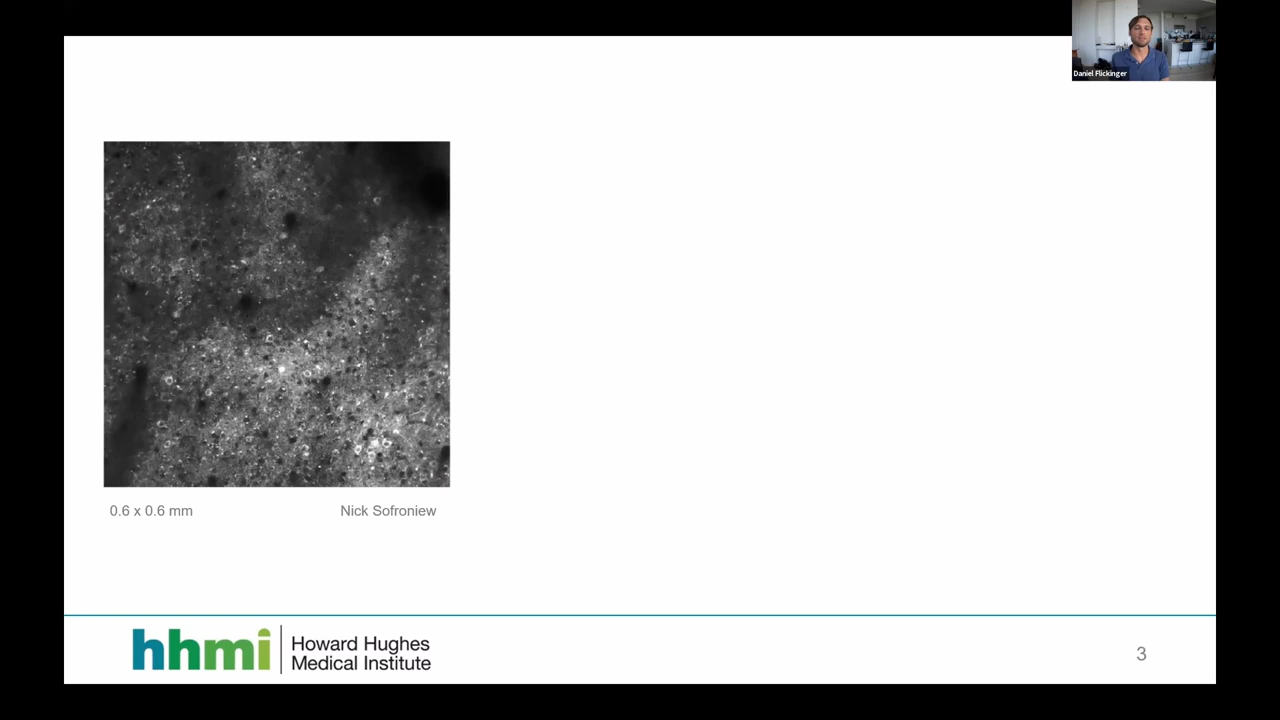 Daniel Flickinger
0.6 x 0.6 mm
Nick Sofroniew
hhmi
Howard Hughes
Medical Institute
3